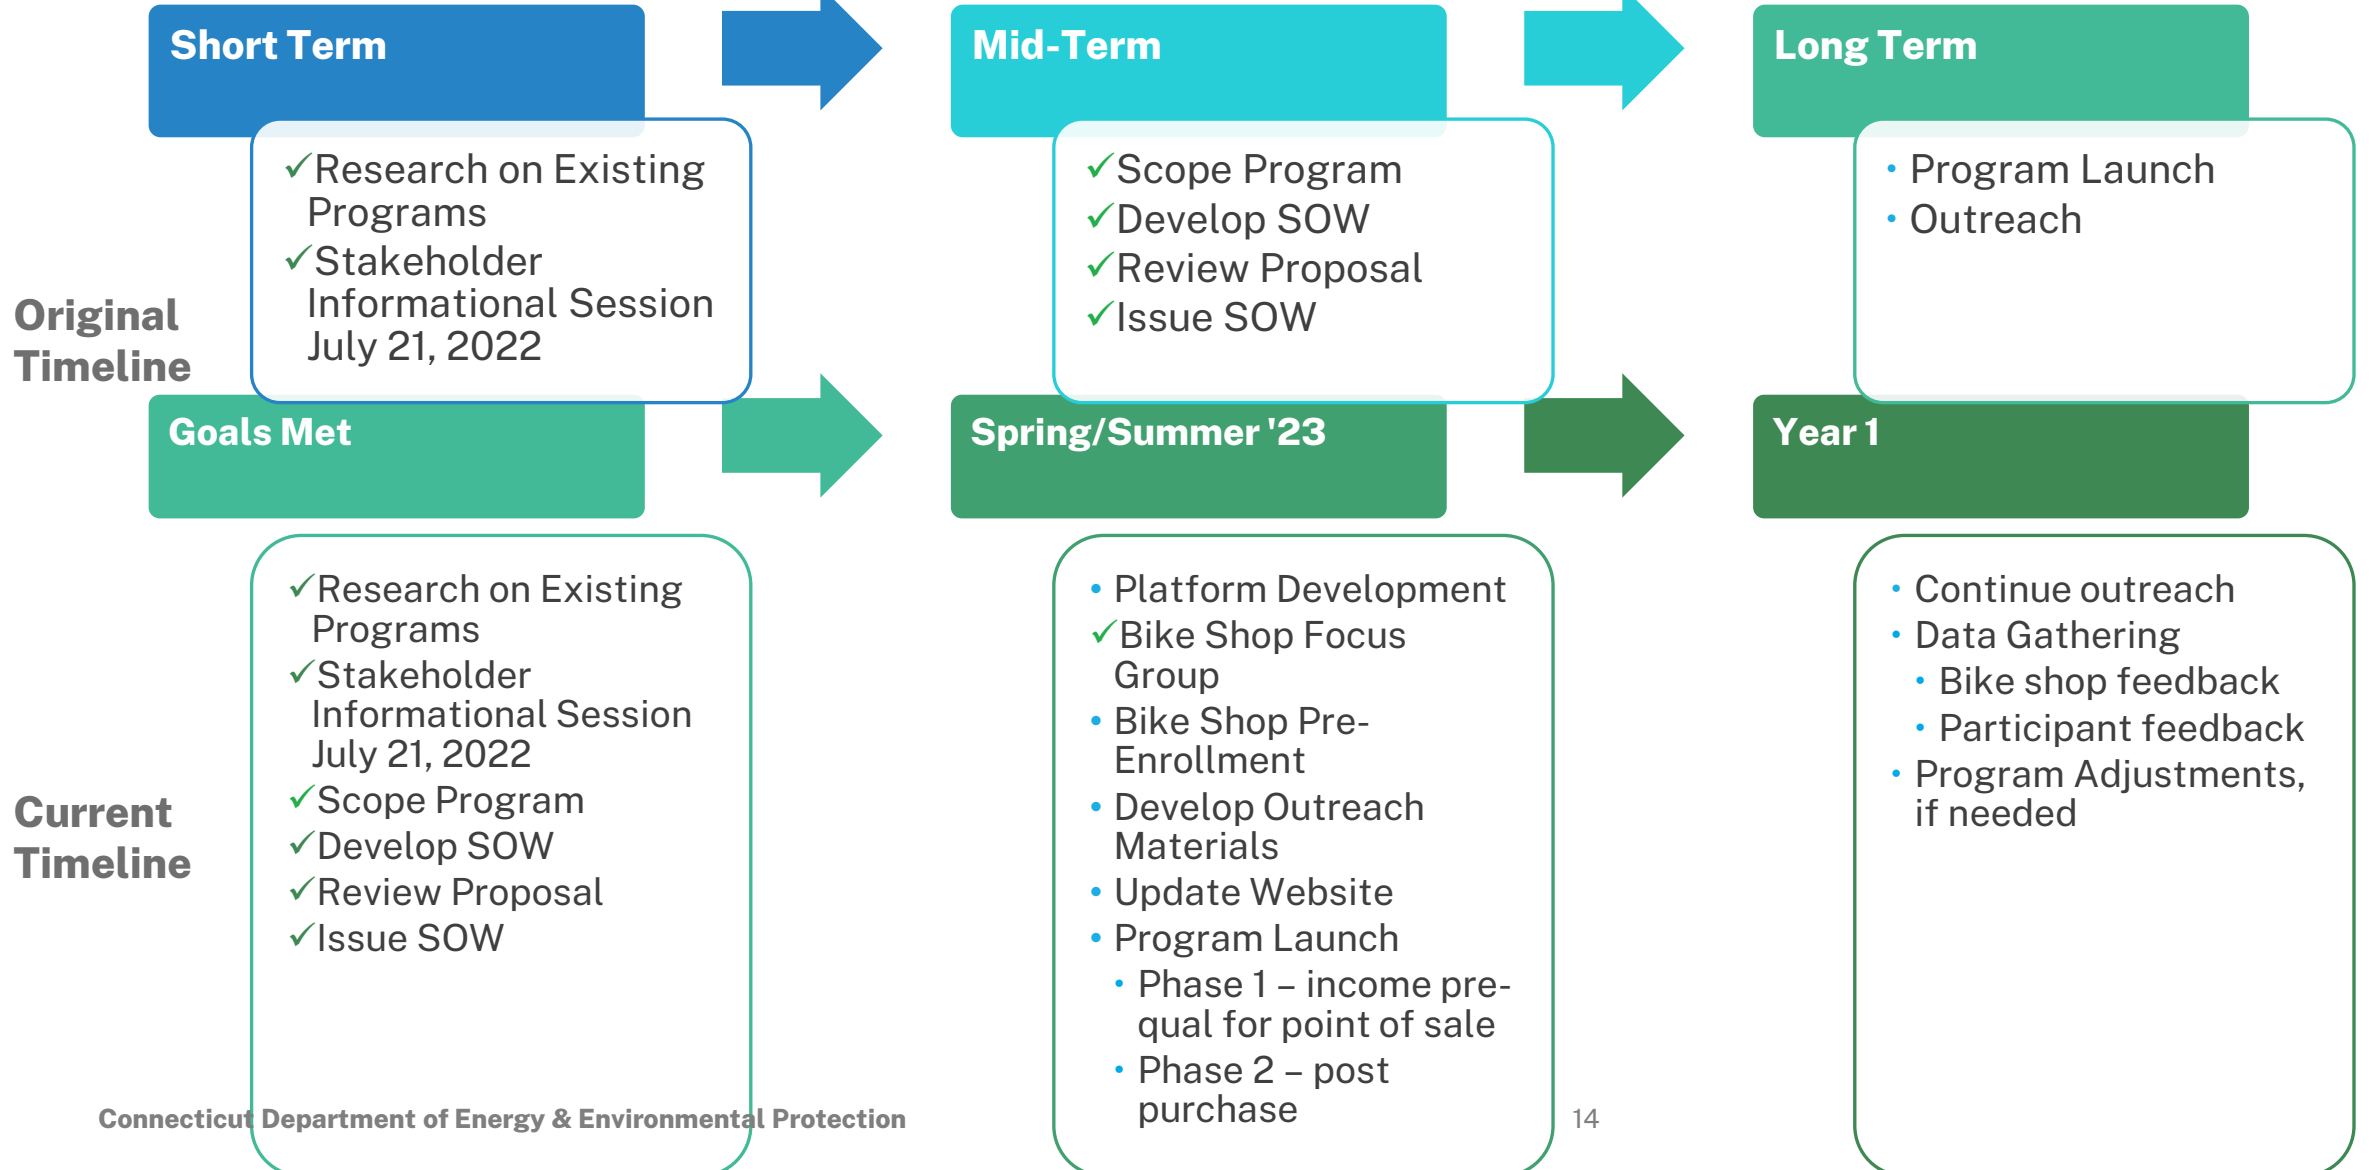 Short Term
Mid-Term
Long Term
Original
Timeline
✓Research on Existing
Programs
✓Stakeholder
Informational Session
July 21, 2022
✓Scope Program
✓Develop SOW
✓Review Proposal
✓Issue SOW
• Program Launch
• Outreach
Goals Met
Spring/Summer '23
Year 1
Current
Timeline
✓Research on Existing
Programs
✓Stakeholder
Informational Session
July 21, 2022
✓Scope Program
✓Develop SOW
✓Review Proposal
✓Issue SOW
• Platform Development
✓Bike Shop Focus
Group
• Bike Shop Pre-
Enrollment
• Develop Outreach
Materials
• Update Website
• Program Launch
• Phase 1 – income pre-
qual for point of sale
• Phase 2 – post
purchase
• Continue outreach
• Data Gathering
• Bike shop feedback
• Participant feedback
• Program Adjustments,
if needed
Connecticut Department of Energy & Environmental Protection
14